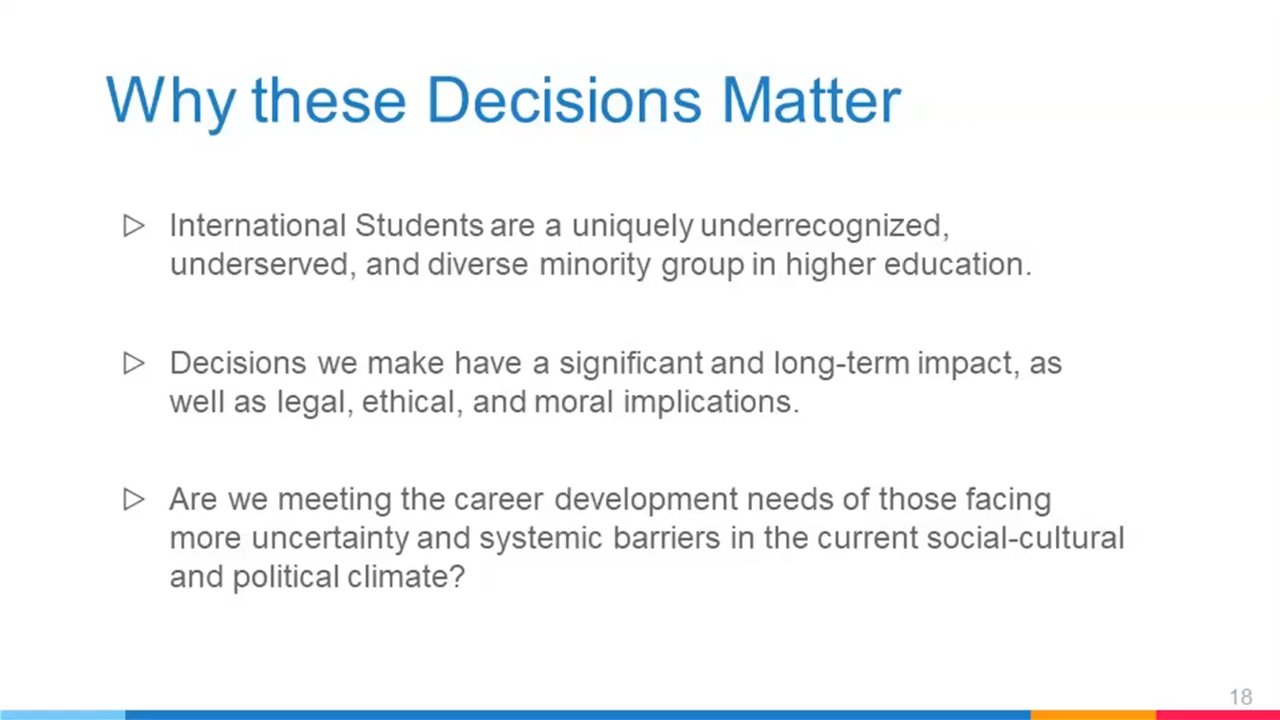 Why these Decisions Matter
International Students are a uniquely underrecognized,
underserved, and diverse minority group in higher education.
Decisions we make have a significant and long-term impact, as
well as legal, ethical, and moral implications.
Are we meeting the career development needs of those facing
more uncertainty and systemic barriers in the current social-cultural
and political climate?
18